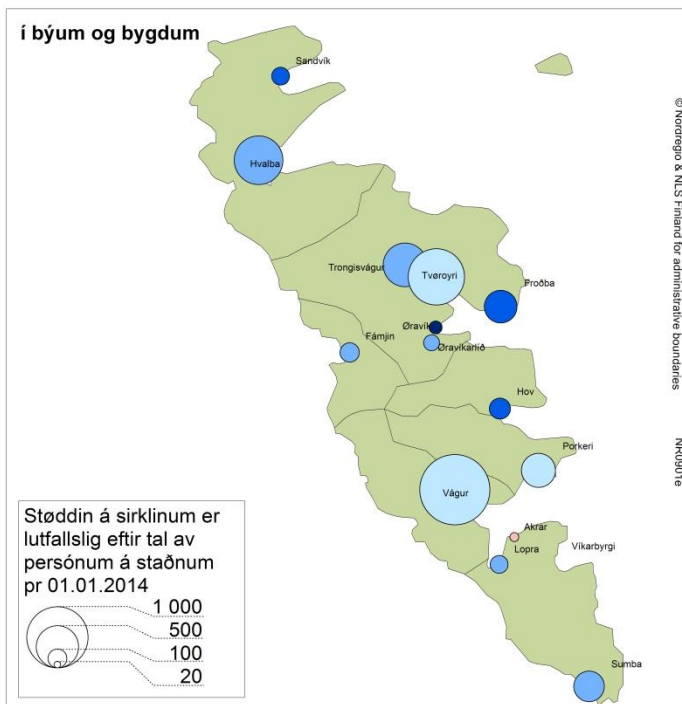 í býum og bygdum
Sandvík
Hvalba
Trongisvágur
Tvøroyri
Froðba
Øravík
Fámjin
Øravíkarlíð
Hov
Porkeri
Vágur
Akrar
Lopra
Víkarbyrgi
Sumba
Støddin á sirklinum er
lutfallslig eftir tal av
persónum á staðnum
pr 01.01.2014
1 000
500
100
20
© Nordregio & NLS Finland for administrative boundaries
NR0901e